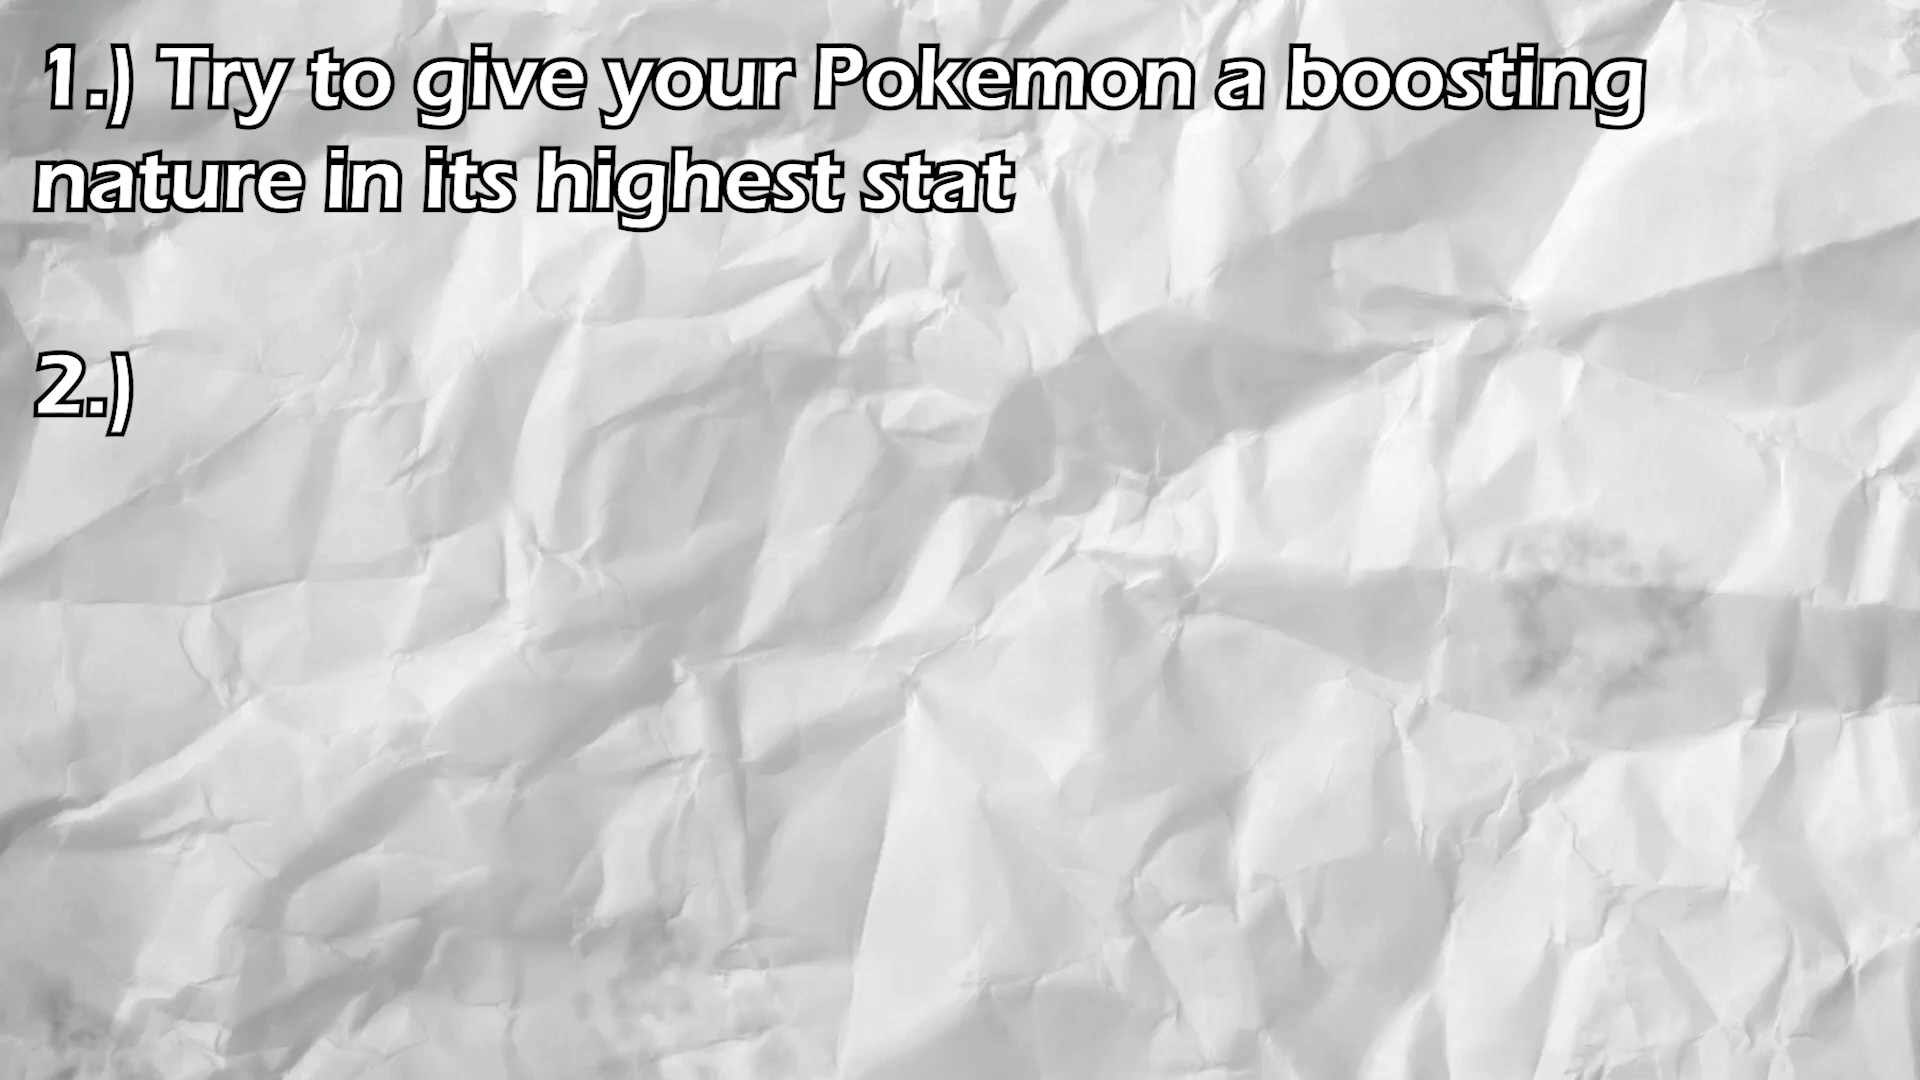 1.) Try to give your Pokemon a boosting
nature in its highest stat
2.)